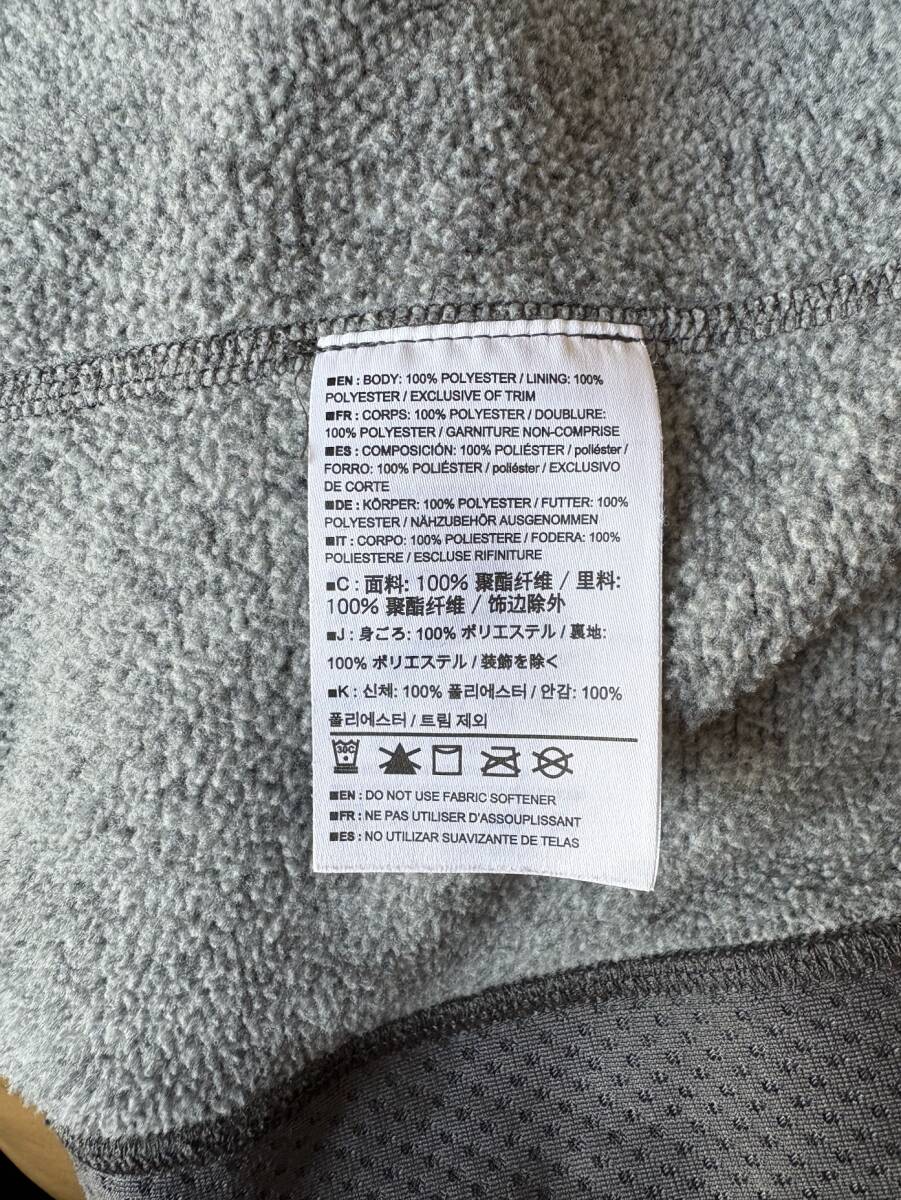 ■EN : BODY: 100% POLYESTER / LINING: 100%
POLYESTER / EXCLUSIVE OF TRIM
■FR : CORPS: 100% POLYESTER / DOUBLURE:
100% POLYESTER / GARNITURE NON-COMPRISE
■ES : COMPOSICIÓN: 100% POLIÉSTER / poliéster /
FORRO: 100% POLIÉSTER / poliéster / EXCLUSIVO
DE CORTE
■DE : KÖRPER: 100% POLYESTER / FUTTER: 100%
POLYESTER / NÄHZUBEHÖR AUSGENOMMEN
■IT : CORPO: 100% POLIESTERE / FODERA: 100%
POLIESTERE / ESCLUSE RIFINITURE
■C : 面料: 100% 聚酯纤维 / 里料:
100% 聚酯纤维 / 饰边除外
■J : 身ごろ: 100% ポリエステル / 裏地:
100% ポリエステル / 装飾を除く
■K : 신체: 100% 폴리에스터 / 안감: 100%
폴리에스터 / 트림 제외
30C
■EN : DO NOT USE FABRIC SOFTENER
■FR : NE PAS UTILISER D'ASSOUPLISSANT
■ES : NO UTILIZAR SUAVIZANTE DE TELAS